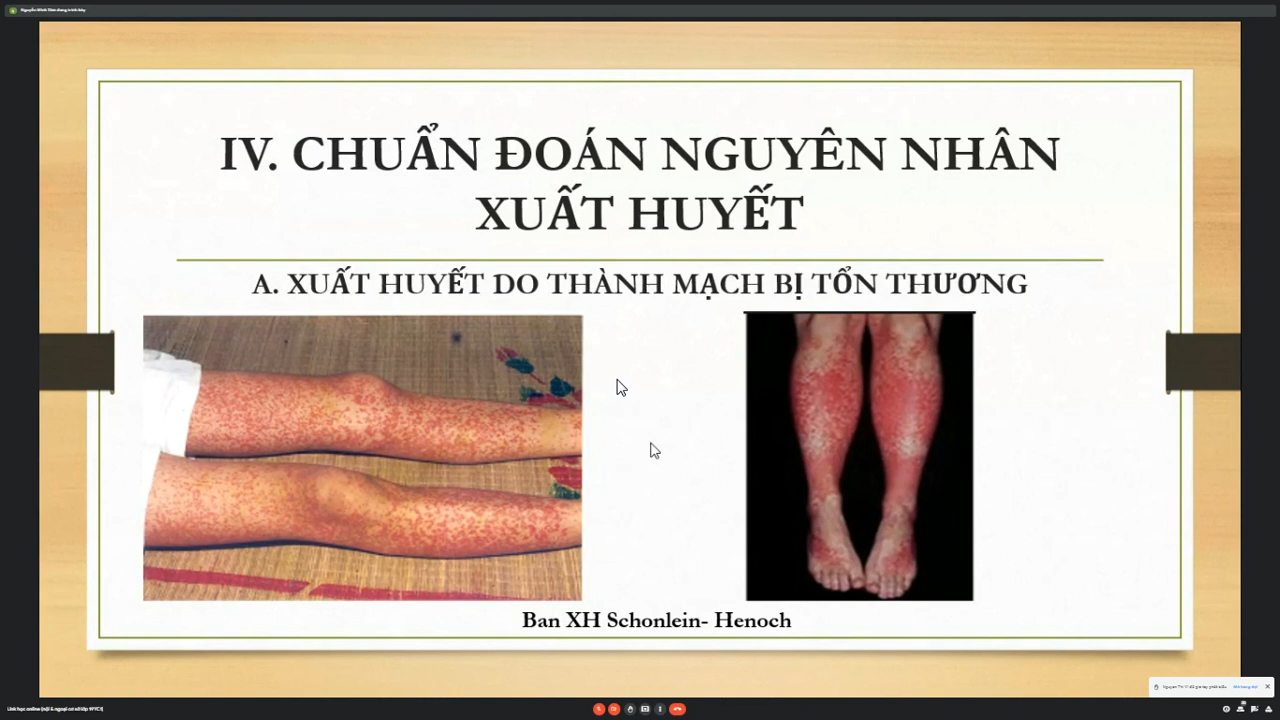 IV. CHUẨN ĐOÁN NGUYÊN NHÂN
XUẤT HUYẾT
A. XUẤT HUYẾT DO THÀNH MẠCH BỊ TỔN THƯƠNG
Ban XH Schonlein- Henoch